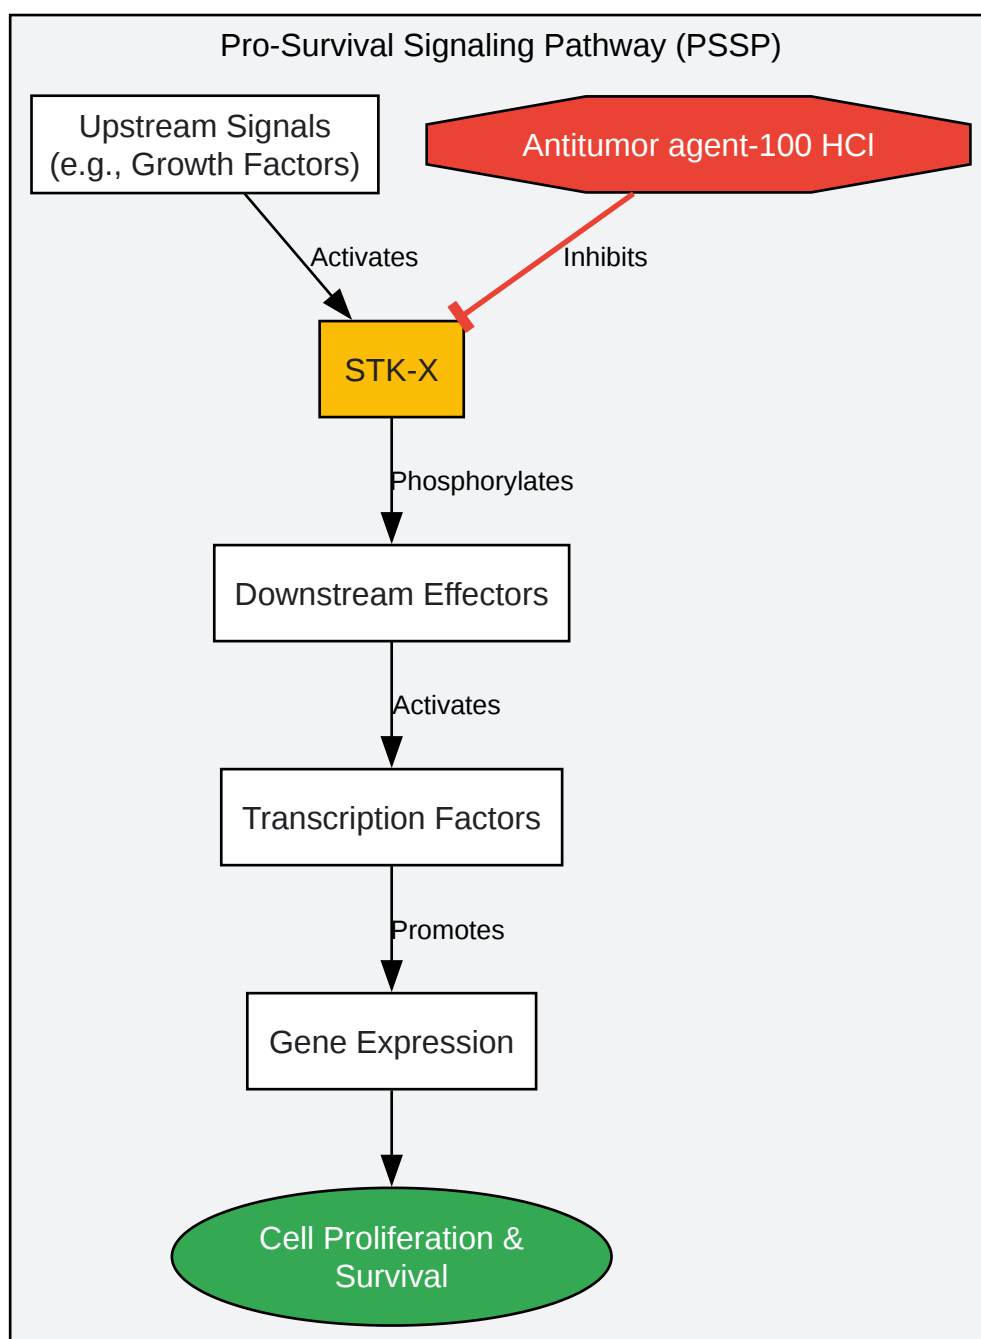 Pro-Survival Signaling Pathway (PSSP)
Upstream Signals
(e.g., Growth Factors)
Antitumor agent-100 HCl
Activates
Inhibits
STK-X
Phosphorylates
Downstream Effectors
Activates
Transcription Factors
Promotes
Gene Expression
Cell Proliferation &
Survival